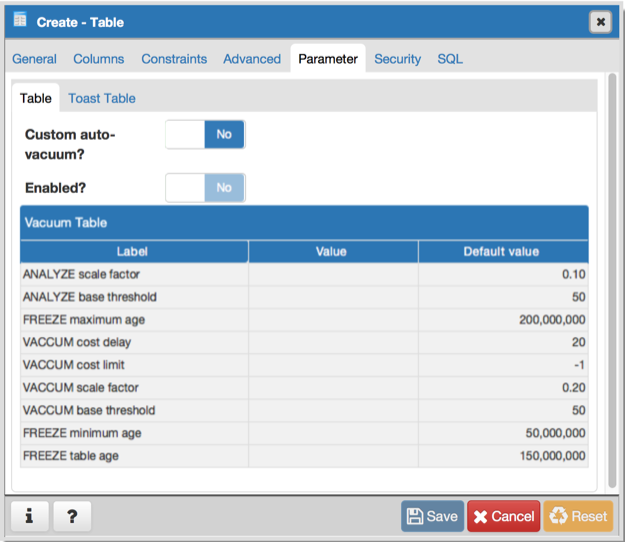 Create - Table
General Columns Constraints Advanced Parameter Security SQL
Table Toast Table
Custom auto-
vacuum?
No
Enabled?
No
Vacuum Table
Label Value Default value
ANALYZE scale factor 0.10
ANALYZE base threshold 50
FREEZE maximum age 200,000,000
VACCUM cost delay 20
VACCUM cost limit -1
VACCUM scale factor 0.20
VACCUM base threshold 50
FREEZE minimum age 50,000,000
FREEZE table age 150,000,000
i ? Save Cancel Reset